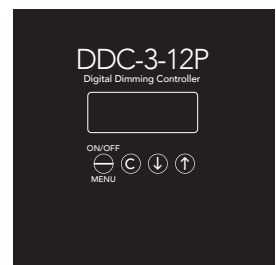 DDC-3-12P
Digital Dimming Controller
ON/OFF
C
MENU